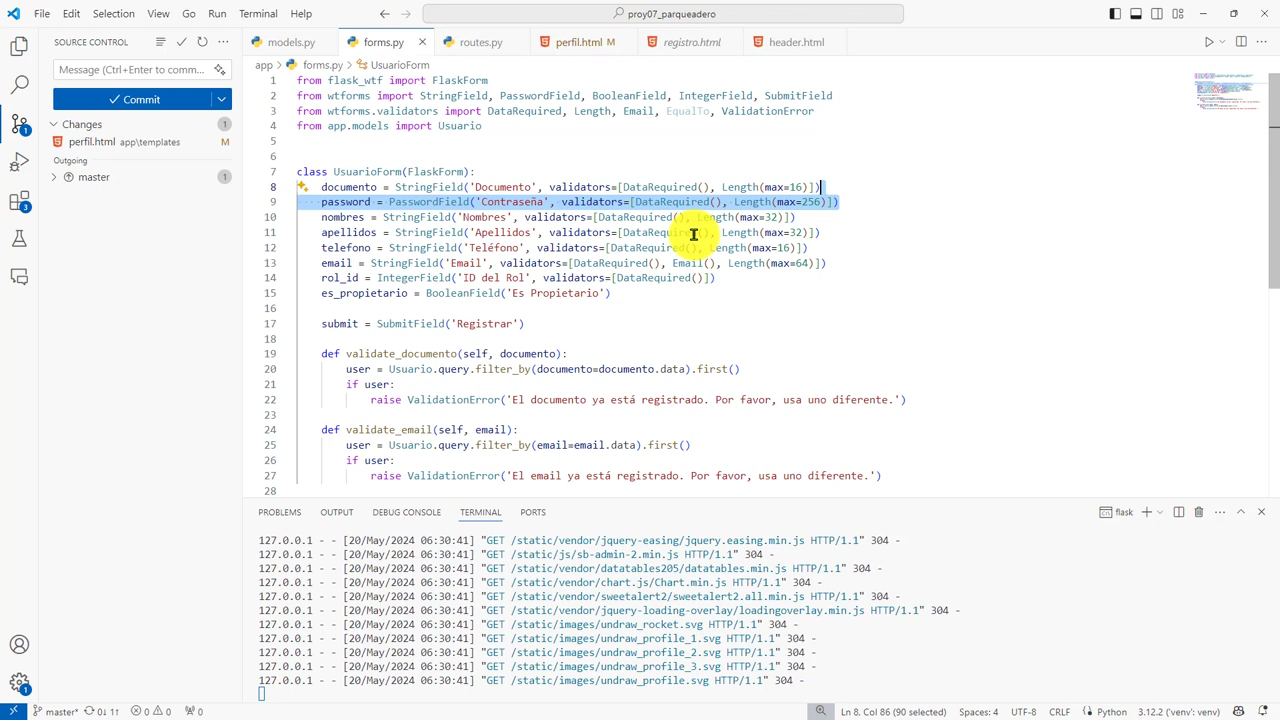 File Edit Selection View Go Run Terminal Help
proy07_parqueadero
SOURCE CONTROL
Message (Ctrl+Enter to comm...
Commit
Changes 1
perfil.html app\templates M
Outgoing
master 1
models.py forms.py routes.py perfil.html M registro.html header.html
app > forms.py > UsuarioForm
1 from flask_wtf import FlaskForm
2 from wtforms import StringField, PasswordField, BooleanField, IntegerField, SubmitField
3 from wtforms.validators import DataRequired, Length, Email, EqualTo, ValidationError
4 from app.models import Usuario
5
6
7 class UsuarioForm(FlaskForm):
8 documento = StringField('Documento', validators=[DataRequired(), Length(max=16)])
9 password = PasswordField('Contraseña', validators=[DataRequired(), Length(max=256)])
10 nombres = StringField('Nombres', validators=[DataRequired(), Length(max=32)])
11 apellidos = StringField('Apellidos', validators=[DataRequired(), Length(max=32)])
12 telefono = StringField('Teléfono', validators=[DataRequired(), Length(max=16)])
13 email = StringField('Email', validators=[DataRequired(), Email(), Length(max=64)])
14 rol_id = IntegerField('ID del Rol', validators=[DataRequired()])
15 es_propietario = BooleanField('Es Propietario')
16
17 submit = SubmitField('Registrar')
18
19 def validate_documento(self, documento):
20 user = Usuario.query.filter_by(documento=documento.data).first()
21 if user:
22 raise ValidationError('El documento ya está registrado. Por favor, usa uno diferente.')
23
24 def validate_email(self, email):
25 user = Usuario.query.filter_by(email=email.data).first()
26 if user:
27 raise ValidationError('El email ya está registrado. Por favor, usa uno diferente.')
28
PROBLEMS OUTPUT DEBUG CONSOLE TERMINAL PORTS flask
127.0.0.1 - - [20/May/2024 06:30:41] "GET /static/vendor/jquery-easing/jquery.easing.min.js HTTP/1.1" 304 -
127.0.0.1 - - [20/May/2024 06:30:41] "GET /static/js/sb-admin-2.min.js HTTP/1.1" 304 -
127.0.0.1 - - [20/May/2024 06:30:41] "GET /static/vendor/datatables205/datatables.min.js HTTP/1.1" 304 -
127.0.0.1 - - [20/May/2024 06:30:41] "GET /static/vendor/chart.js/Chart.min.js HTTP/1.1" 304 -
127.0.0.1 - - [20/May/2024 06:30:41] "GET /static/vendor/sweetalert2/sweetalert2.all.min.js HTTP/1.1" 304 -
127.0.0.1 - - [20/May/2024 06:30:41] "GET /static/vendor/jquery-loading-overlay/loadingoverlay.min.js HTTP/1.1" 304 -
127.0.0.1 - - [20/May/2024 06:30:41] "GET /static/images/undraw_rocket.svg HTTP/1.1" 304 -
127.0.0.1 - - [20/May/2024 06:30:41] "GET /static/images/undraw_profile_1.svg HTTP/1.1" 304 -
127.0.0.1 - - [20/May/2024 06:30:41] "GET /static/images/undraw_profile_2.svg HTTP/1.1" 304 -
127.0.0.1 - - [20/May/2024 06:30:41] "GET /static/images/undraw_profile_3.svg HTTP/1.1" 304 -
127.0.0.1 - - [20/May/2024 06:30:41] "GET /static/images/undraw_profile.svg HTTP/1.1" 304 -
master* 0↓ 1↑ 0 0 0 Ln 8, Col 86 (90 selected) Spaces: 4 UTF-8 CRLF Python 3.12.2 ('venv': venv)